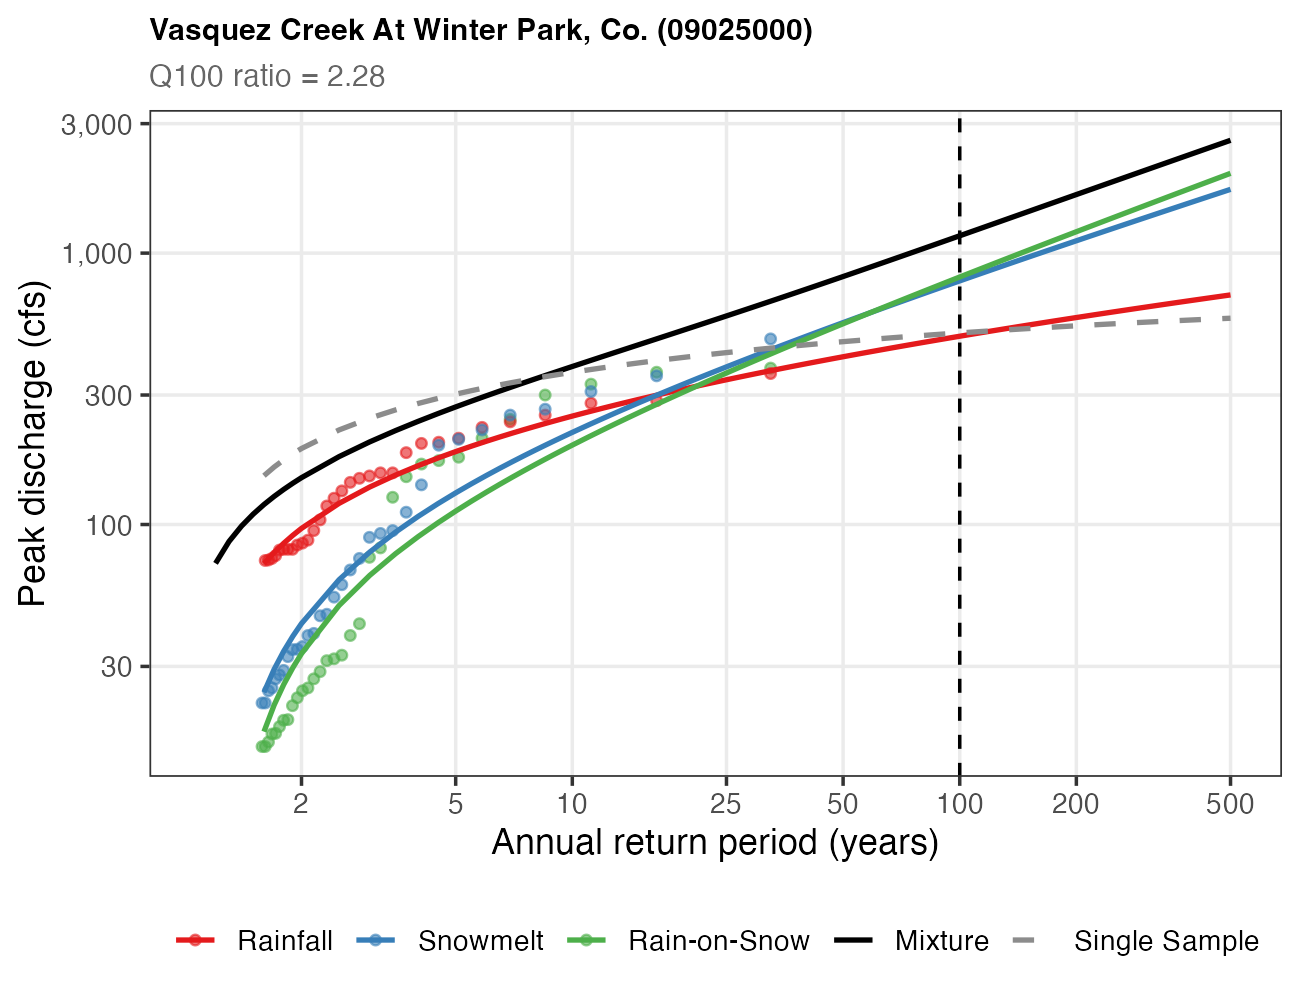 Vasquez Creek At Winter Park, Co. (09025000)
Q100 ratio = 2.28
3,000
1,000
300
100
30
Peak discharge (cfs)
2 5 10 25 50 100 200 500
Annual return period (years)
Rainfall Snowmelt Rain-on-Snow Mixture Single Sample